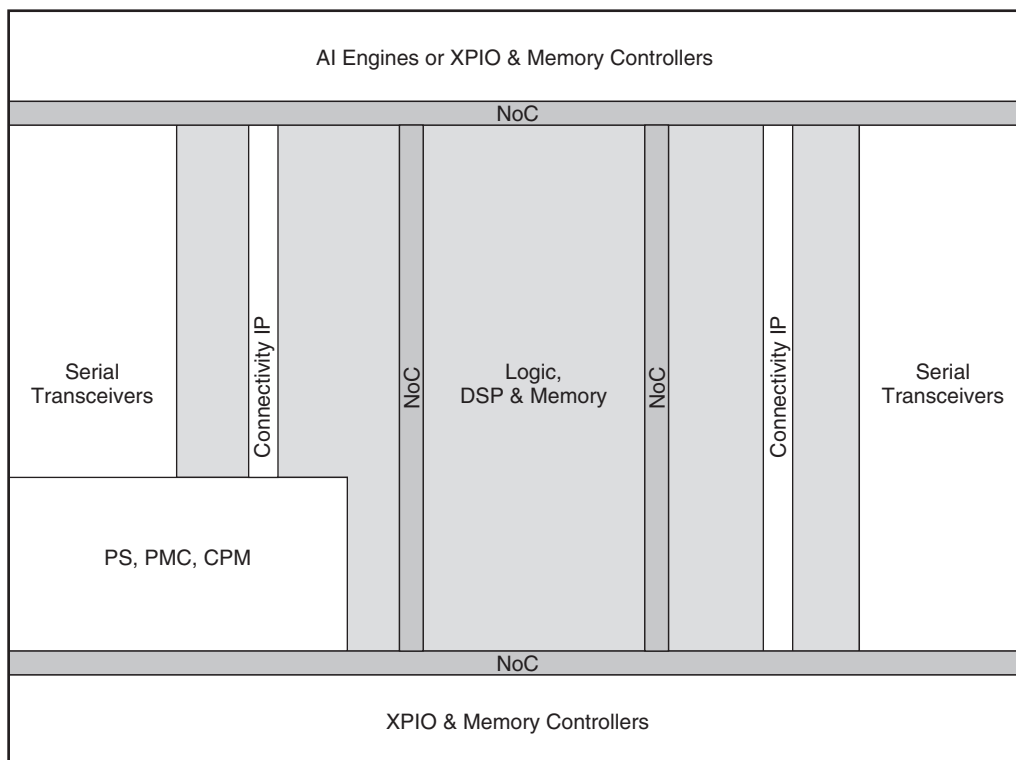 AI Engines or XPIO & Memory Controllers
NoC
Serial
Transceivers
Connectivity IP
NoC
Logic,
DSP & Memory
NoC
Connectivity IP
Serial
Transceivers
PS, PMC, CPM
NoC
XPIO & Memory Controllers